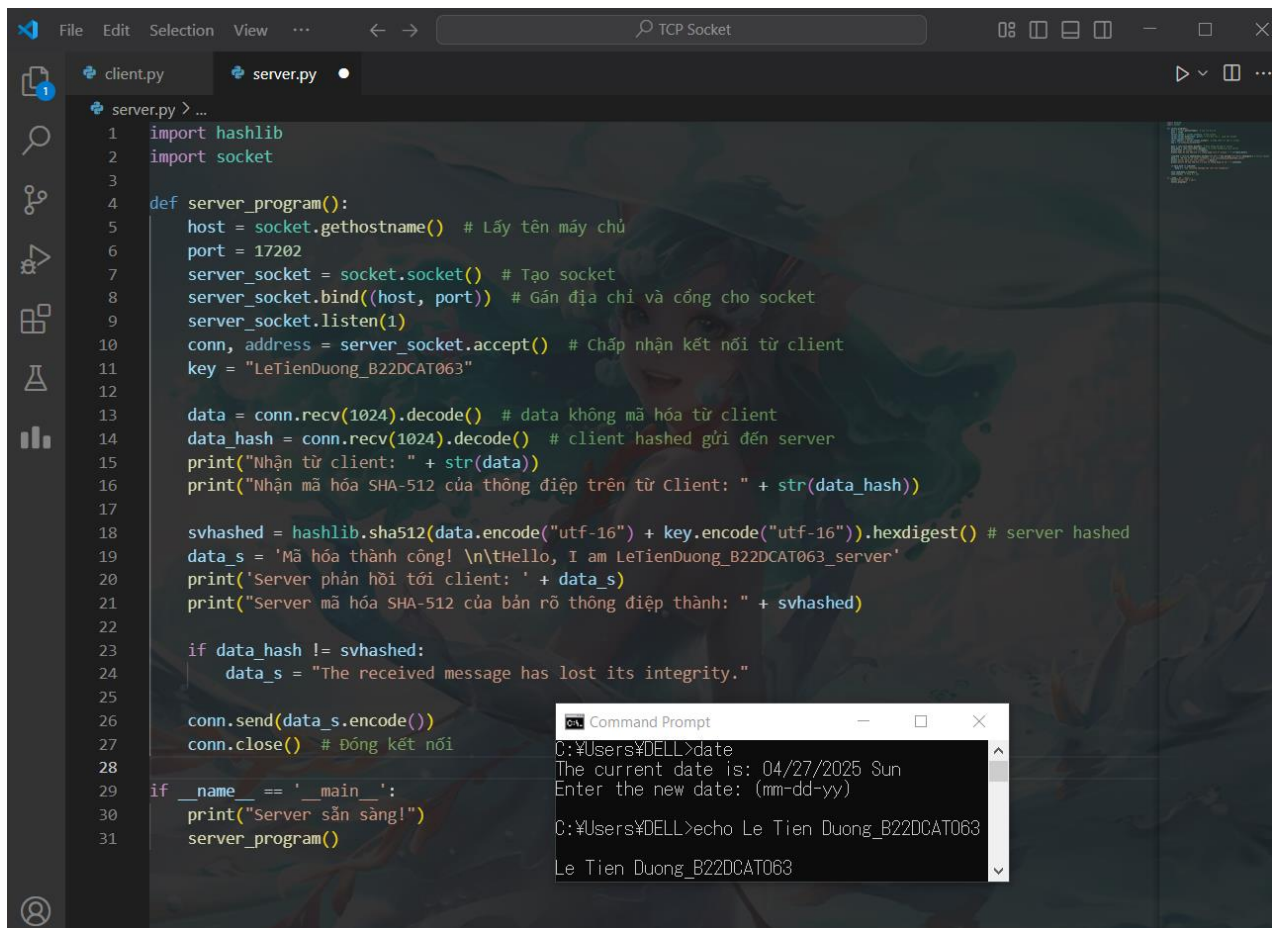 File Edit Selection View ··· ← → TCP Socket
client.py server.py ●
server.py > ...
1 import hashlib
2 import socket
3
4 def server_program():
5 host = socket.gethostname() # Lấy tên máy chủ
6 port = 17202
7 server_socket = socket.socket() # Tạo socket
8 server_socket.bind((host, port)) # Gán địa chỉ và cổng cho socket
9 server_socket.listen(1)
10 conn, address = server_socket.accept() # Chấp nhận kết nối từ client
11 key = "LeTienDuong_B22DCAT063"
12
13 data = conn.recv(1024).decode() # data không mã hóa từ client
14 data_hash = conn.recv(1024).decode() # client hashed gửi đến server
15 print("Nhận từ client: " + str(data))
16 print("Nhận mã hóa SHA-512 của thông điệp trên từ Client: " + str(data_hash))
17
18 svhashed = hashlib.sha512(data.encode("utf-16") + key.encode("utf-16")).hexdigest() # server hashed
19 data_s = 'Mã hóa thành công! \n\tHello, I am LeTienDuong_B22DCAT063_server'
20 print('Server phản hồi tới client: ' + data_s)
21 print("Server mã hóa SHA-512 của bản rõ thông điệp thành: " + svhashed)
22
23 if data_hash != svhashed:
24 data_s = "The received message has lost its integrity."
25
26 conn.send(data_s.encode())
27 conn.close() # Đóng kết nối
28
29 if __name__ == '__main__':
30 print("Server sẵn sàng!")
31 server_program()
1
Command Prompt
C:¥Users¥DELL>date
The current date is: 04/27/2025 Sun
Enter the new date: (mm-dd-yy)
C:¥Users¥DELL>echo Le Tien Duong_B22DCAT063
Le Tien Duong_B22DCAT063